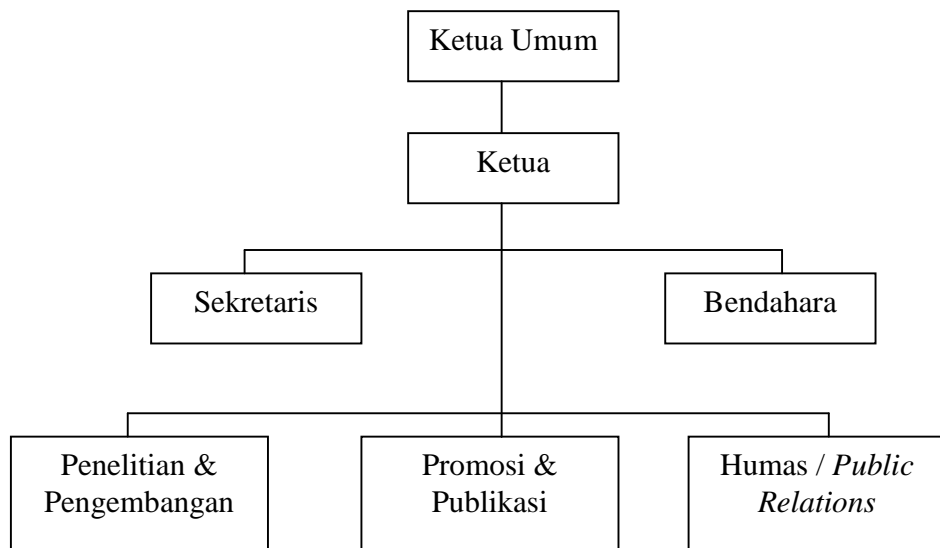 Ketua Umum
Ketua
Sekretaris
Bendahara
Penelitian &
Pengembangan
Promosi &
Publikasi
Humas / Public
Relations